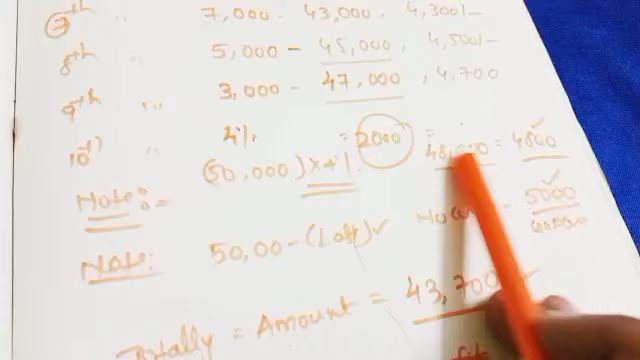 7th " 7,000 - 43,000, 4,300/-
8th " 5,000 - 45,000, 4,500/-
9th " 3,000 - 47,000, 4,700
10th 4% = 2000 =
(50,000) x 4% 48,000 = 4800
Note:= 5000
Note: 50,00 - (Last)
Totally = Amount = 43,700